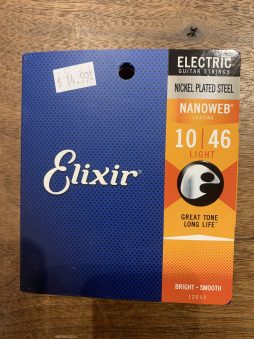 $ 14.99
ELECTRIC
GUITAR STRINGS
NICKEL PLATED STEEL
NANOWEB®
COATING
10 | 46
LIGHT
Elixir®
GREAT TONE
LONG LIFE
BRIGHT • SMOOTH
12052